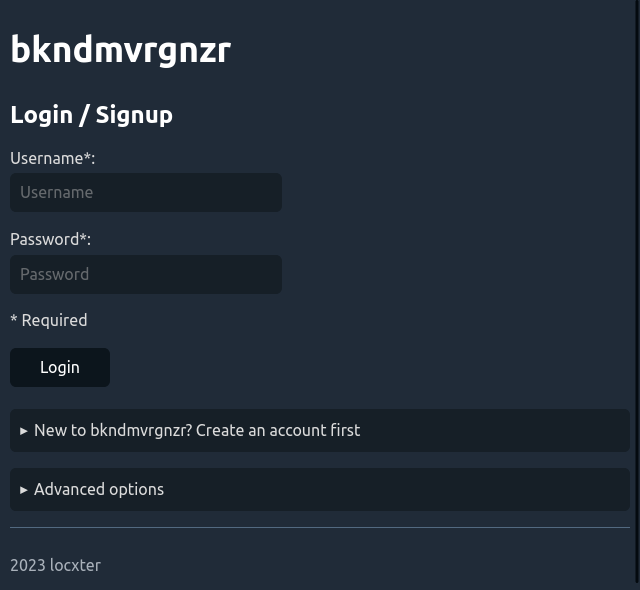 bkndmvrgnzr
Login / Signup
Username*:
Username
Password*:
Password
* Required
Login
▸ New to bkndmvrgnzr? Create an account first
▸ Advanced options
2023 locxter